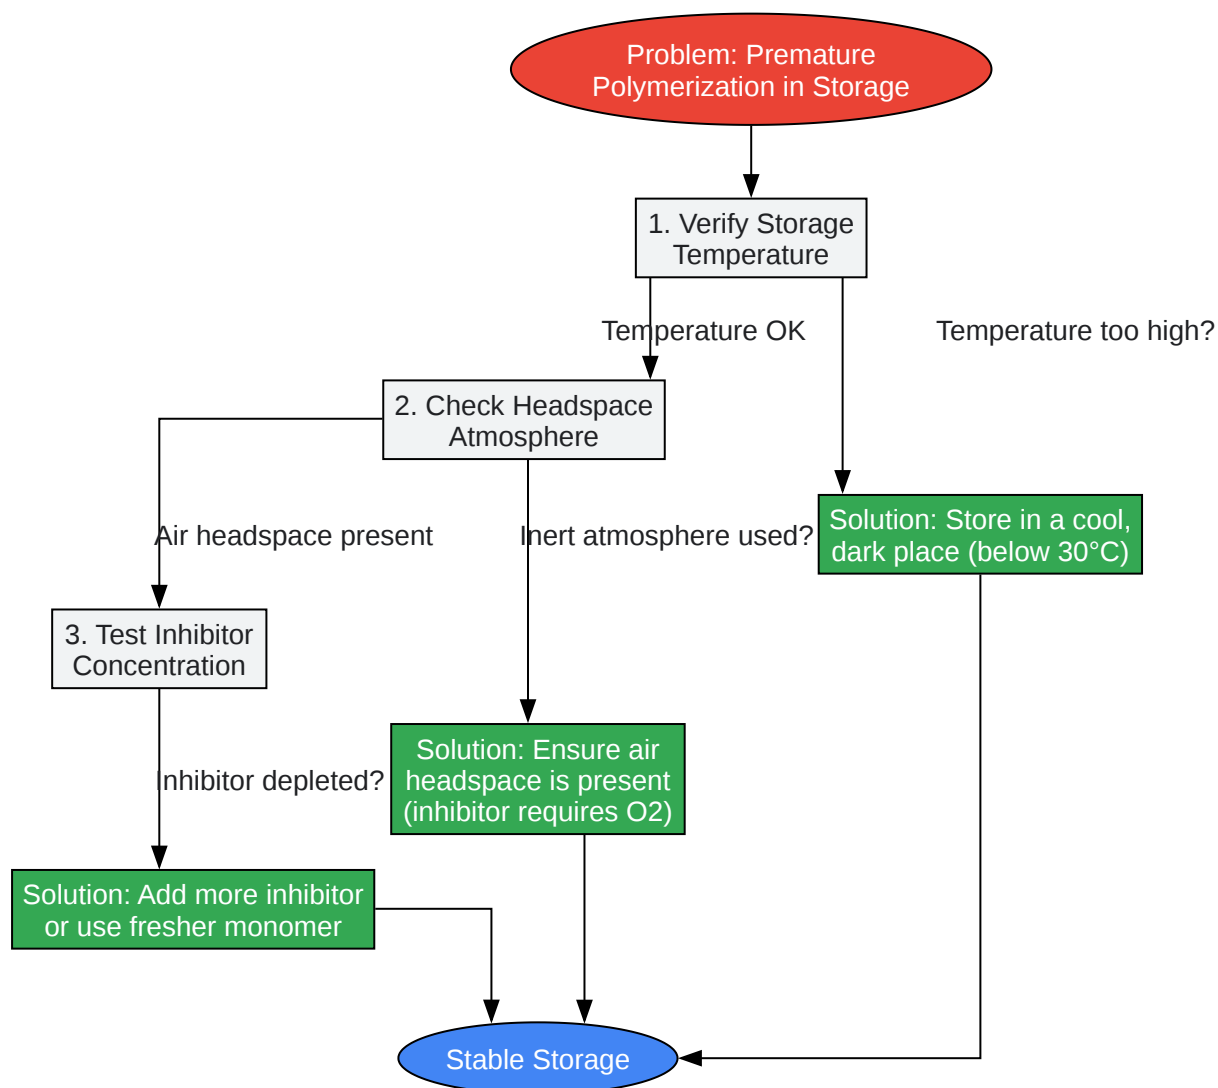 Problem: Premature
Polymerization in Storage
1. Verify Storage
Temperature
Temperature OK
Temperature too high?
2. Check Headspace
Atmosphere
Air headspace present
Inert atmosphere used?
Solution: Store in a cool,
dark place (below 30°C)
3. Test Inhibitor
Concentration
Inhibitor depleted?
Solution: Ensure air
headspace is present
(inhibitor requires O2)
Solution: Add more inhibitor
or use fresher monomer
Stable Storage